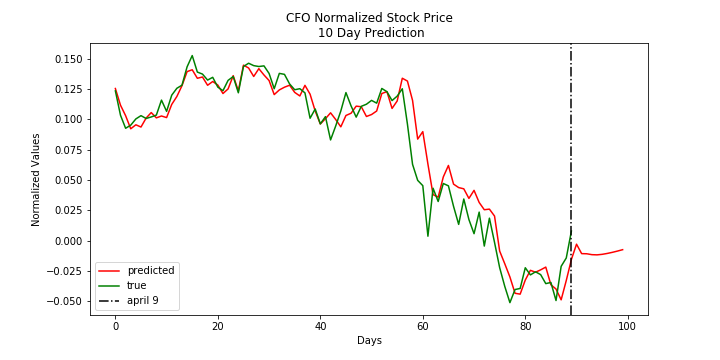 CFO Normalized Stock Price
10 Day Prediction
Normalized Values
0.150
0.125
0.100
0.075
0.050
0.025
0.000
−0.025
−0.050
predicted
true
april 9
0 20 40 60 80 100
Days